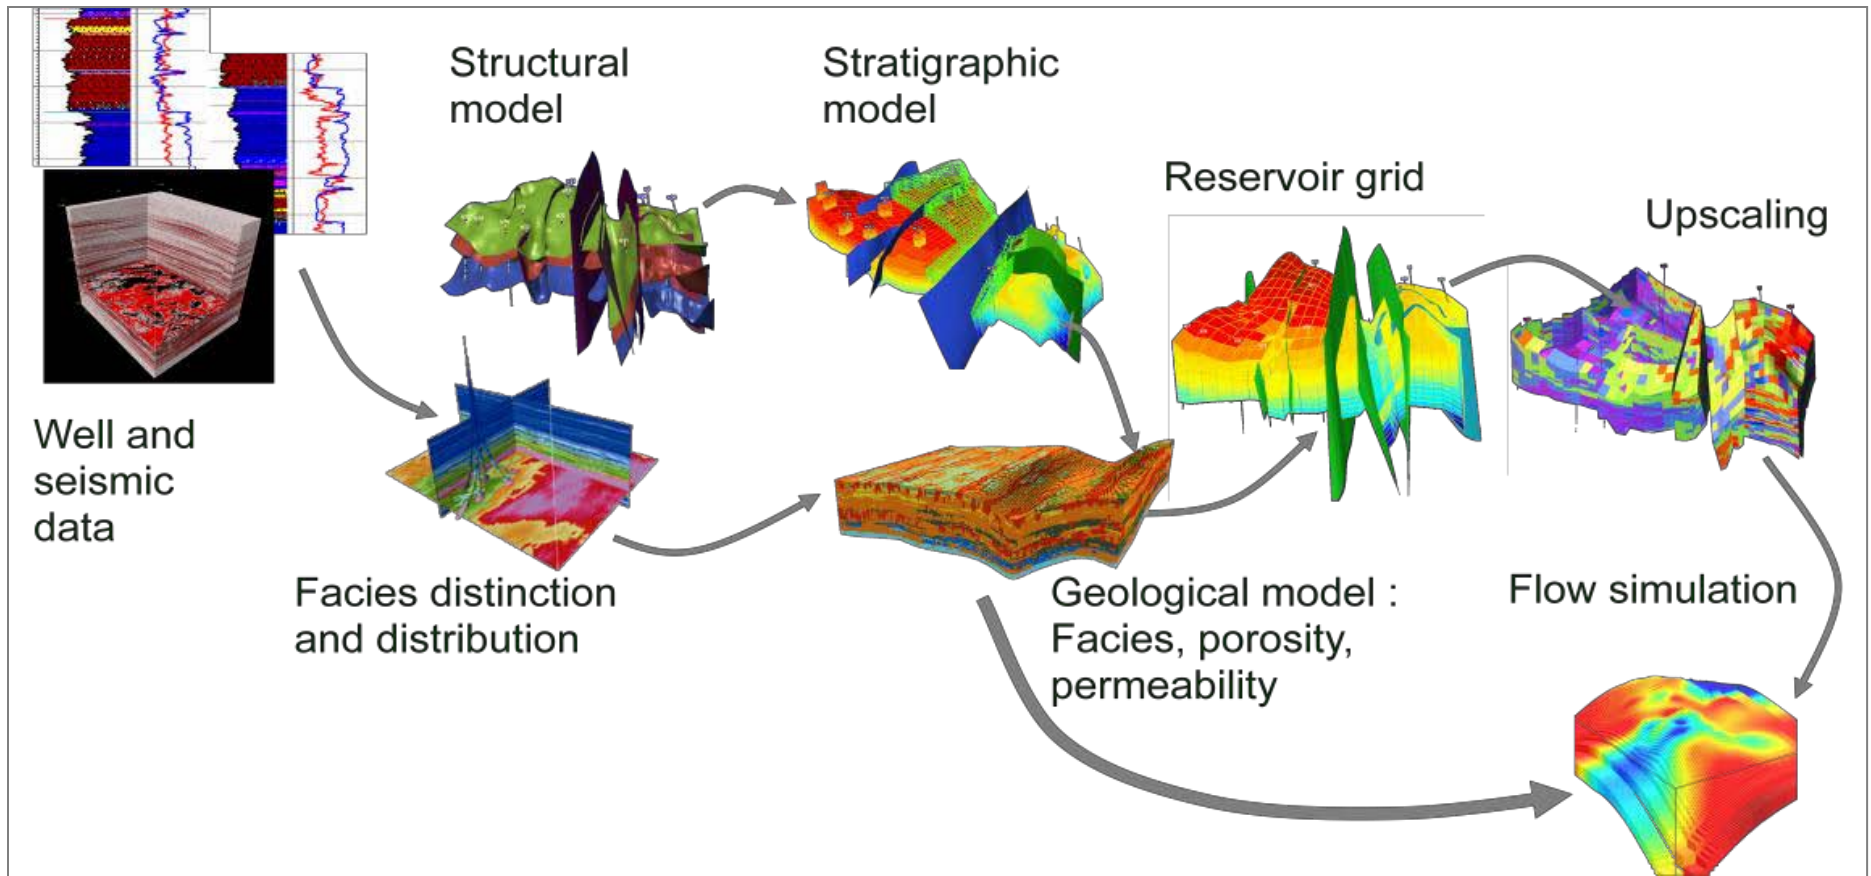 Structural
model
Stratigraphic
model
Reservoir grid
Upscaling
Well and
seismic
data
Facies distinction
and distribution
Geological model :
Facies, porosity,
permeability
Flow simulation